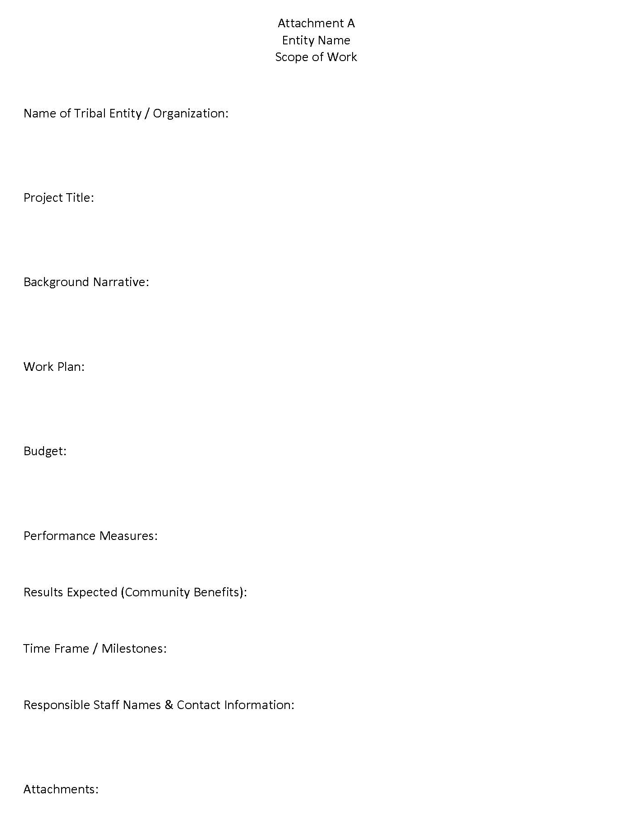 Attachment A
Entity Name
Scope of Work
Name of Tribal Entity / Organization:
Project Title:
Background Narrative:
Work Plan:
Budget:
Performance Measures:
Results Expected (Community Benefits):
Time Frame / Milestones:
Responsible Staff Names & Contact Information:
Attachments: